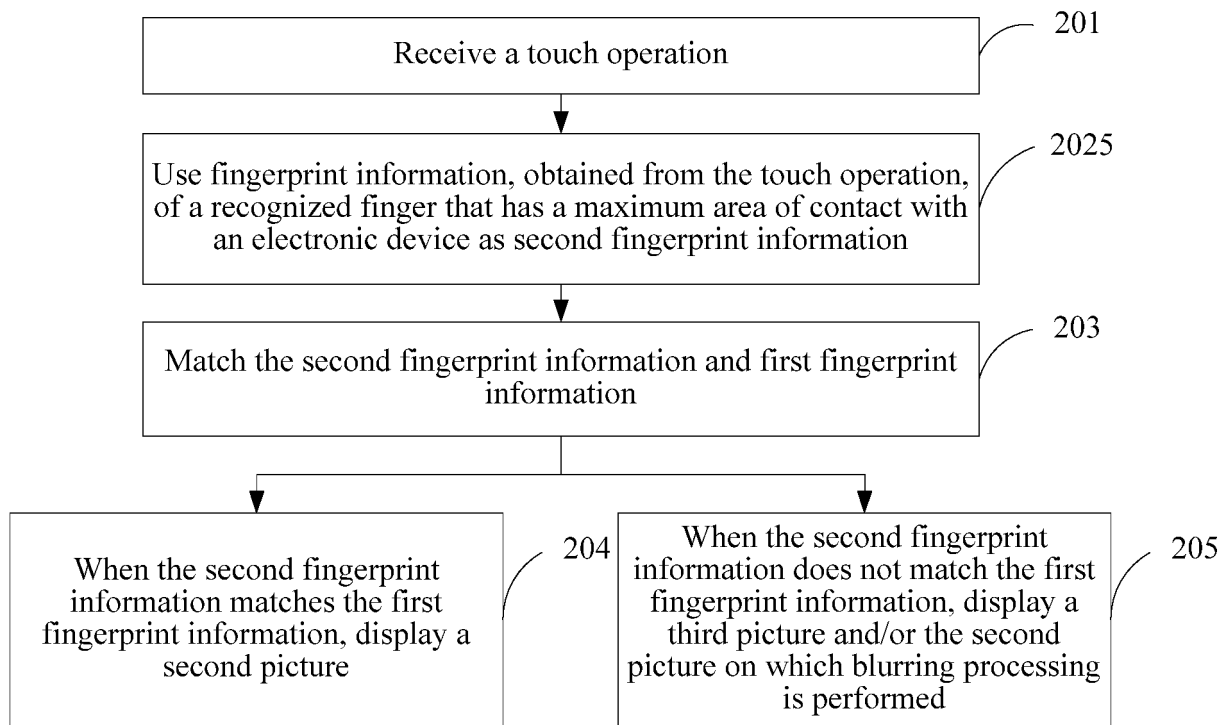 201
Receive a touch operation
2025
Use fingerprint information, obtained from the touch operation,
of a recognized finger that has a maximum area of contact with
an electronic device as second fingerprint information
203
Match the second fingerprint information and first fingerprint
information
204
When the second fingerprint
information matches the first
fingerprint information, display a
second picture
205
When the second fingerprint
information does not match the first
fingerprint information, display a
third picture and/or the second
picture on which blurring processing
is performed